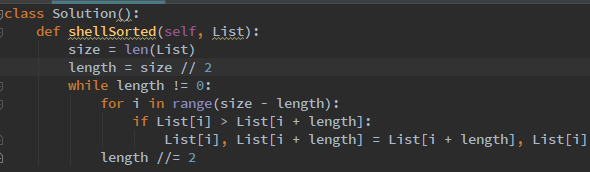 class Solution():
    def shellSorted(self, List):
        size = len(List)
        length = size // 2
        while length != 0:
            for i in range(size - length):
                if List[i] > List[i + length]:
                    List[i], List[i + length] = List[i + length], List[i]
            length //= 2